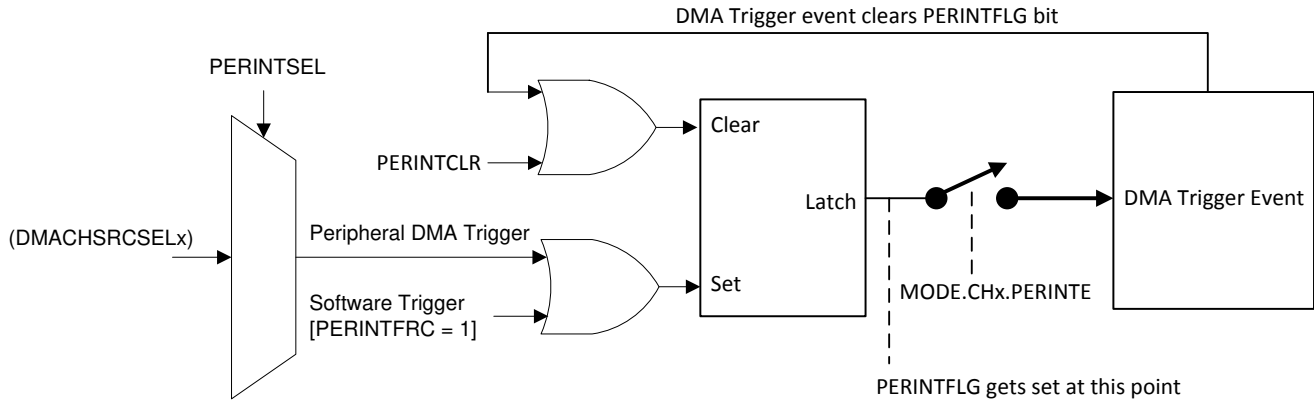 DMA Trigger event clears PERINTFLG bit
PERINTSEL
Clear
PERINTCLR
Latch
DMA Trigger Event
(DMACHSRCSELx)
Peripheral DMA Trigger
Set
MODE.CHx.PERINTE
Software Trigger
[PERINTFRC = 1]
PERINTFLG gets set at this point